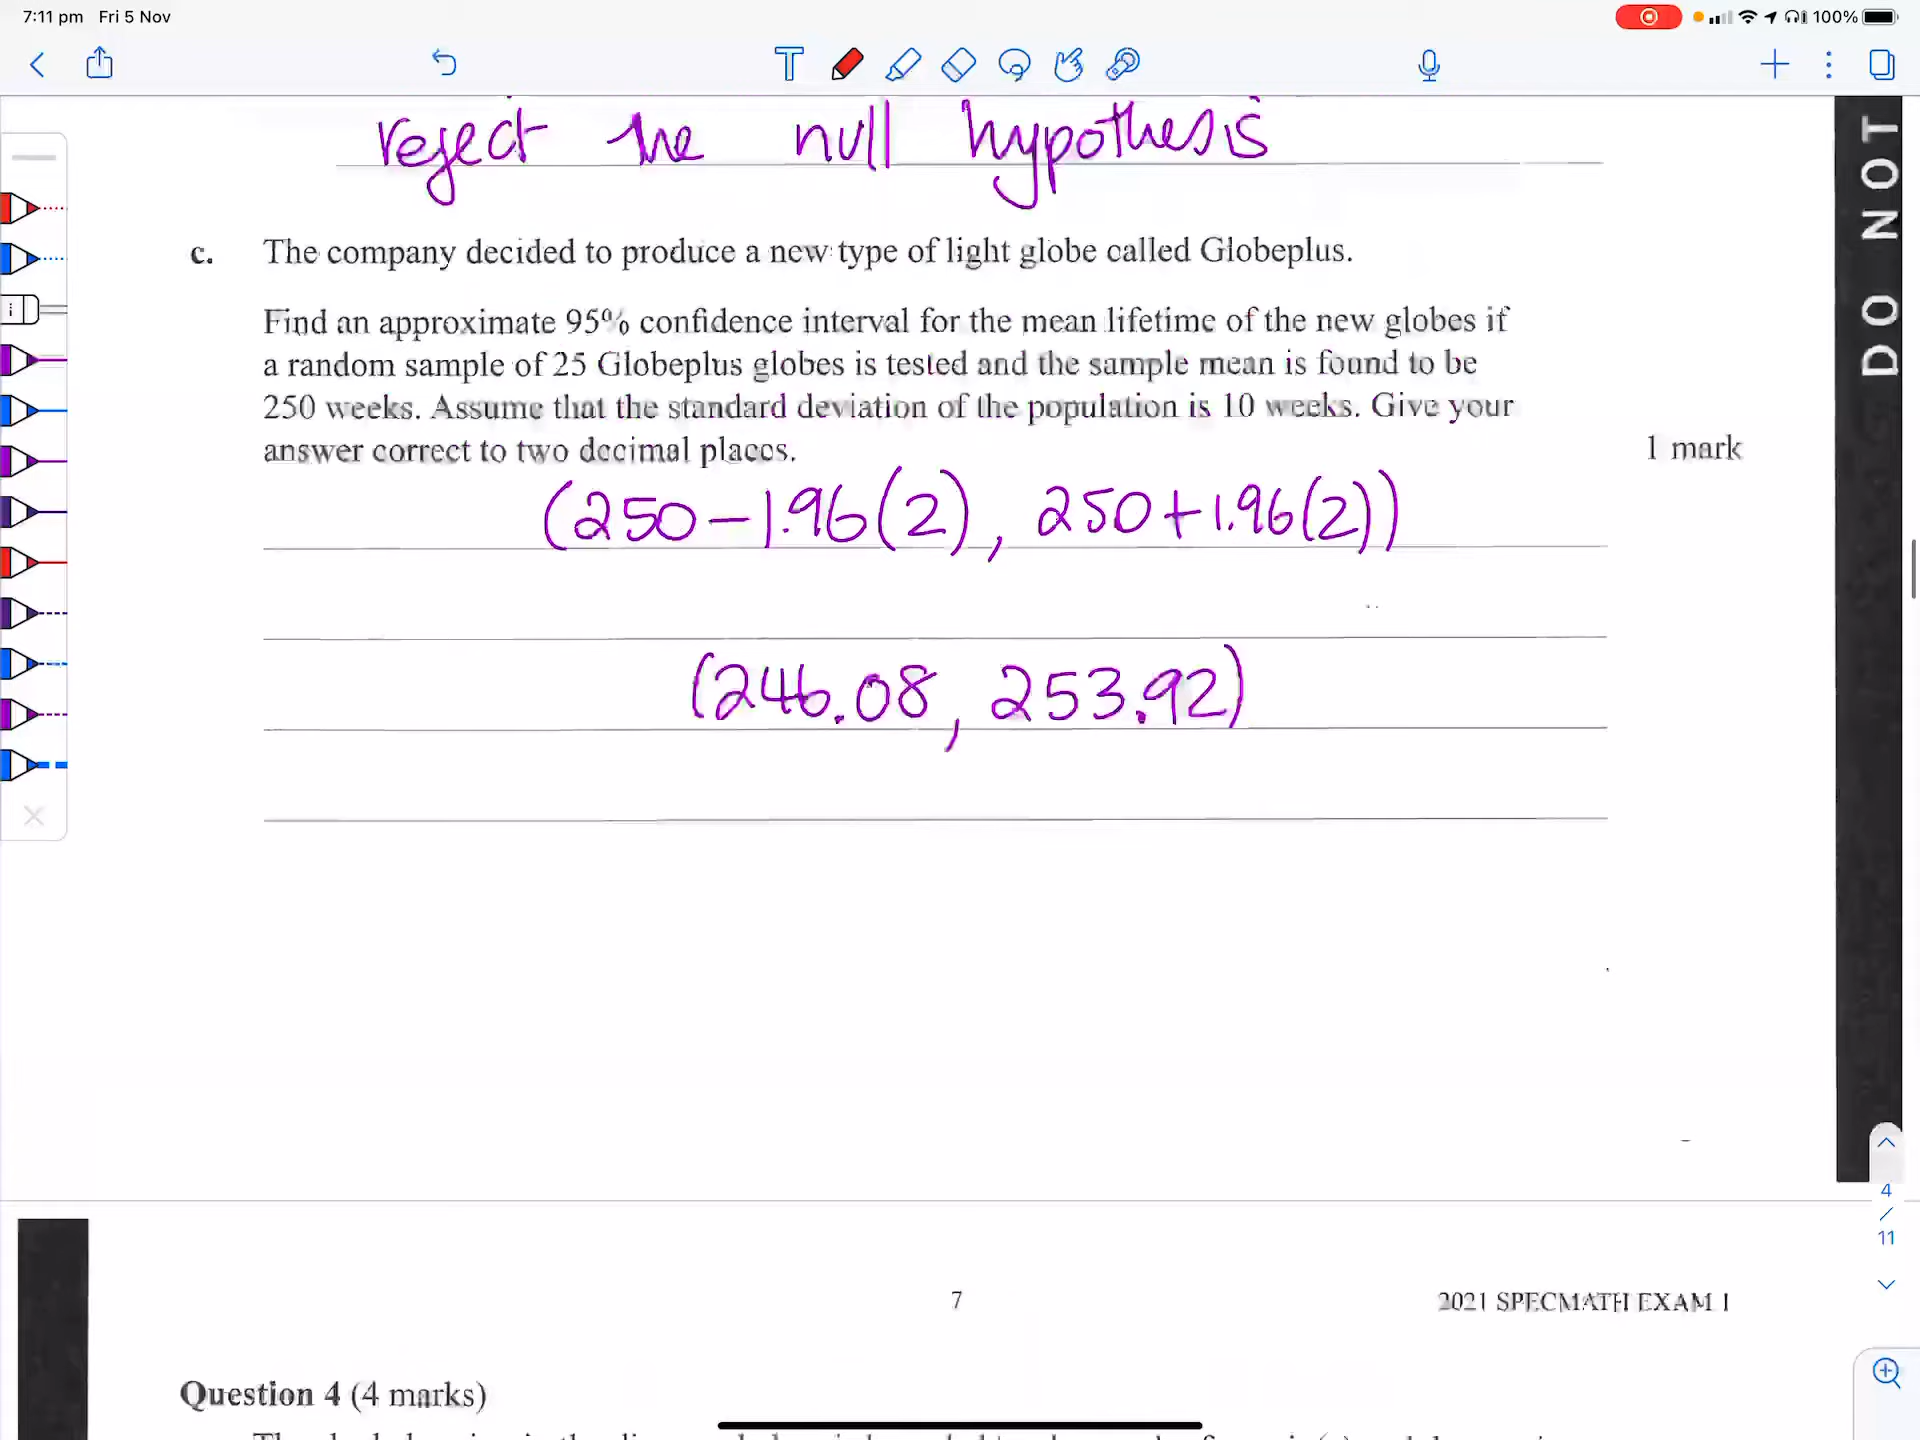 7:11 pm Fri 5 Nov
100%
reject the null hypothesis
c. The company decided to produce a new type of light globe called Globeplus.
Find an approximate 95% confidence interval for the mean lifetime of the new globes if
a random sample of 25 Globeplus globes is tested and the sample mean is found to be
250 weeks. Assume that the standard deviation of the population is 10 weeks. Give your
answer correct to two decimal places.
1 mark
(250-1.96(2), 250+1.96(2))
(246.08, 253.92)
DO NOT
4
/
11
7
2021 SPECMATH EXAM 1
Question 4 (4 marks)